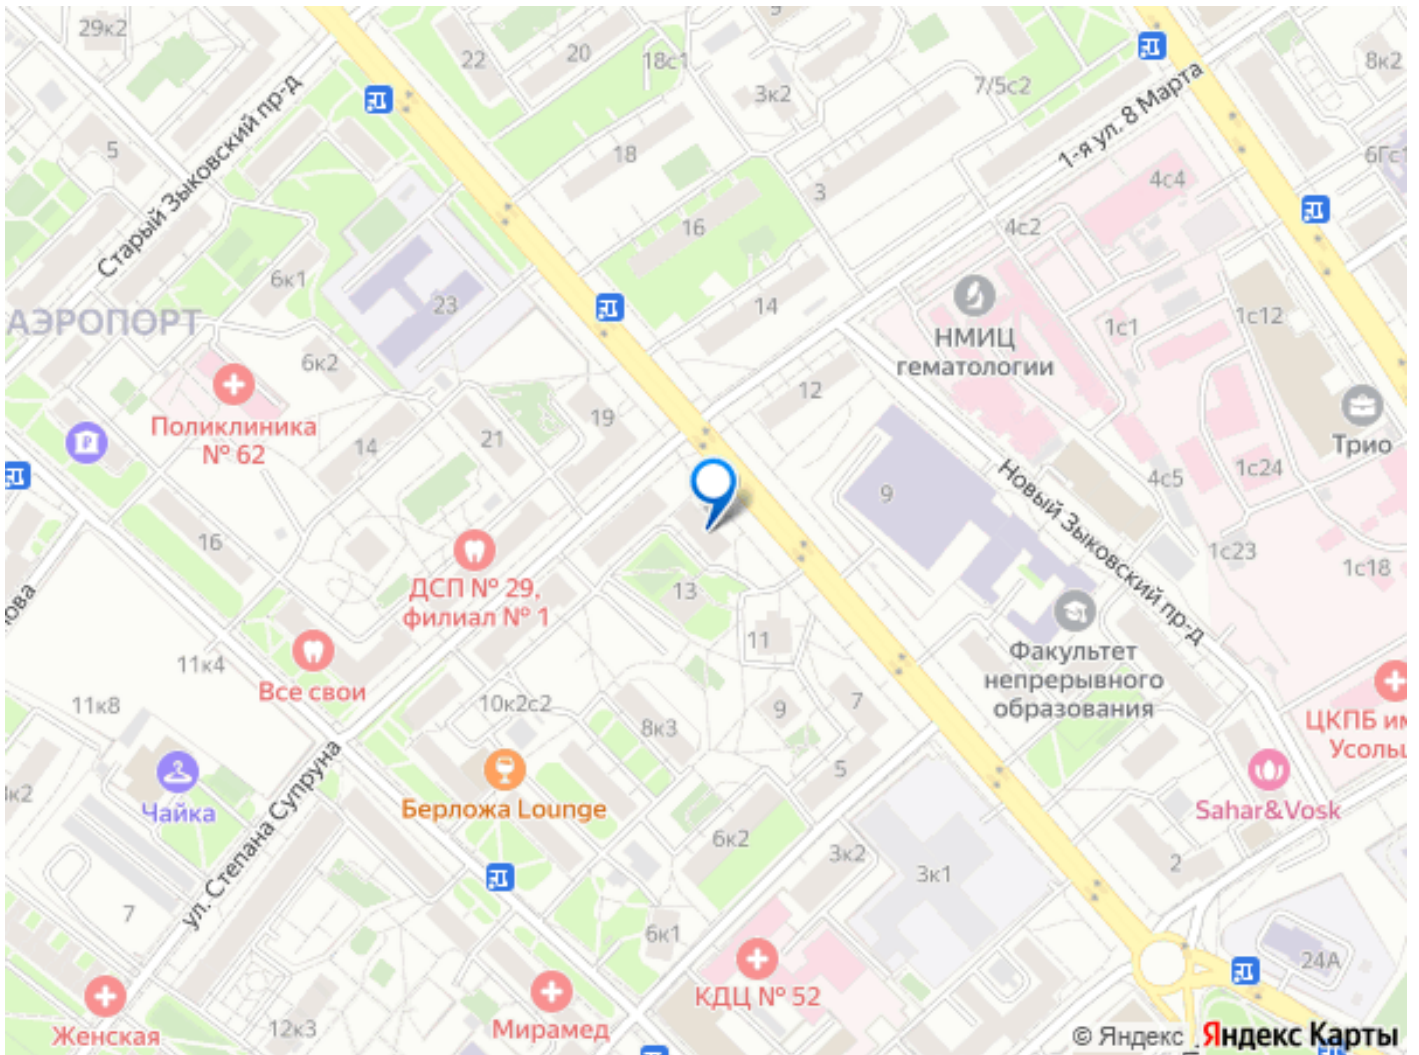 29к2
22
20
18с1
9
3к2
7/5с2
8к2
5
Старый Зыковский пр-д
18
3
1-я ул. 8 Марта
4с4
6Гс1
16
4с2
6к1
23
14
НМИЦ
гематологии
1с1
1с12
АЭРОПОРТ
6к2
Поликлиника
№ 62
14
21
19
12
Трио
4с5
1с24
9
Новый Зыковский пр-д
16
1с23
1с18
ДСП № 29,
филиал № 1
13
11
Факультет
непрерывного
образования
11к4
Все свои
11к8
10к2с2
8к3
9
7
ЦКПБ им
Усоль
5
Чайка
ул. Степана Супруна
Берложа Lounge
Sahar&Vosk
6к2
3к2
3к1
2
7
6к1
24А
КДЦ № 52
Женская
12к3
Мирамед
© Яндекс
Яндекс Карты